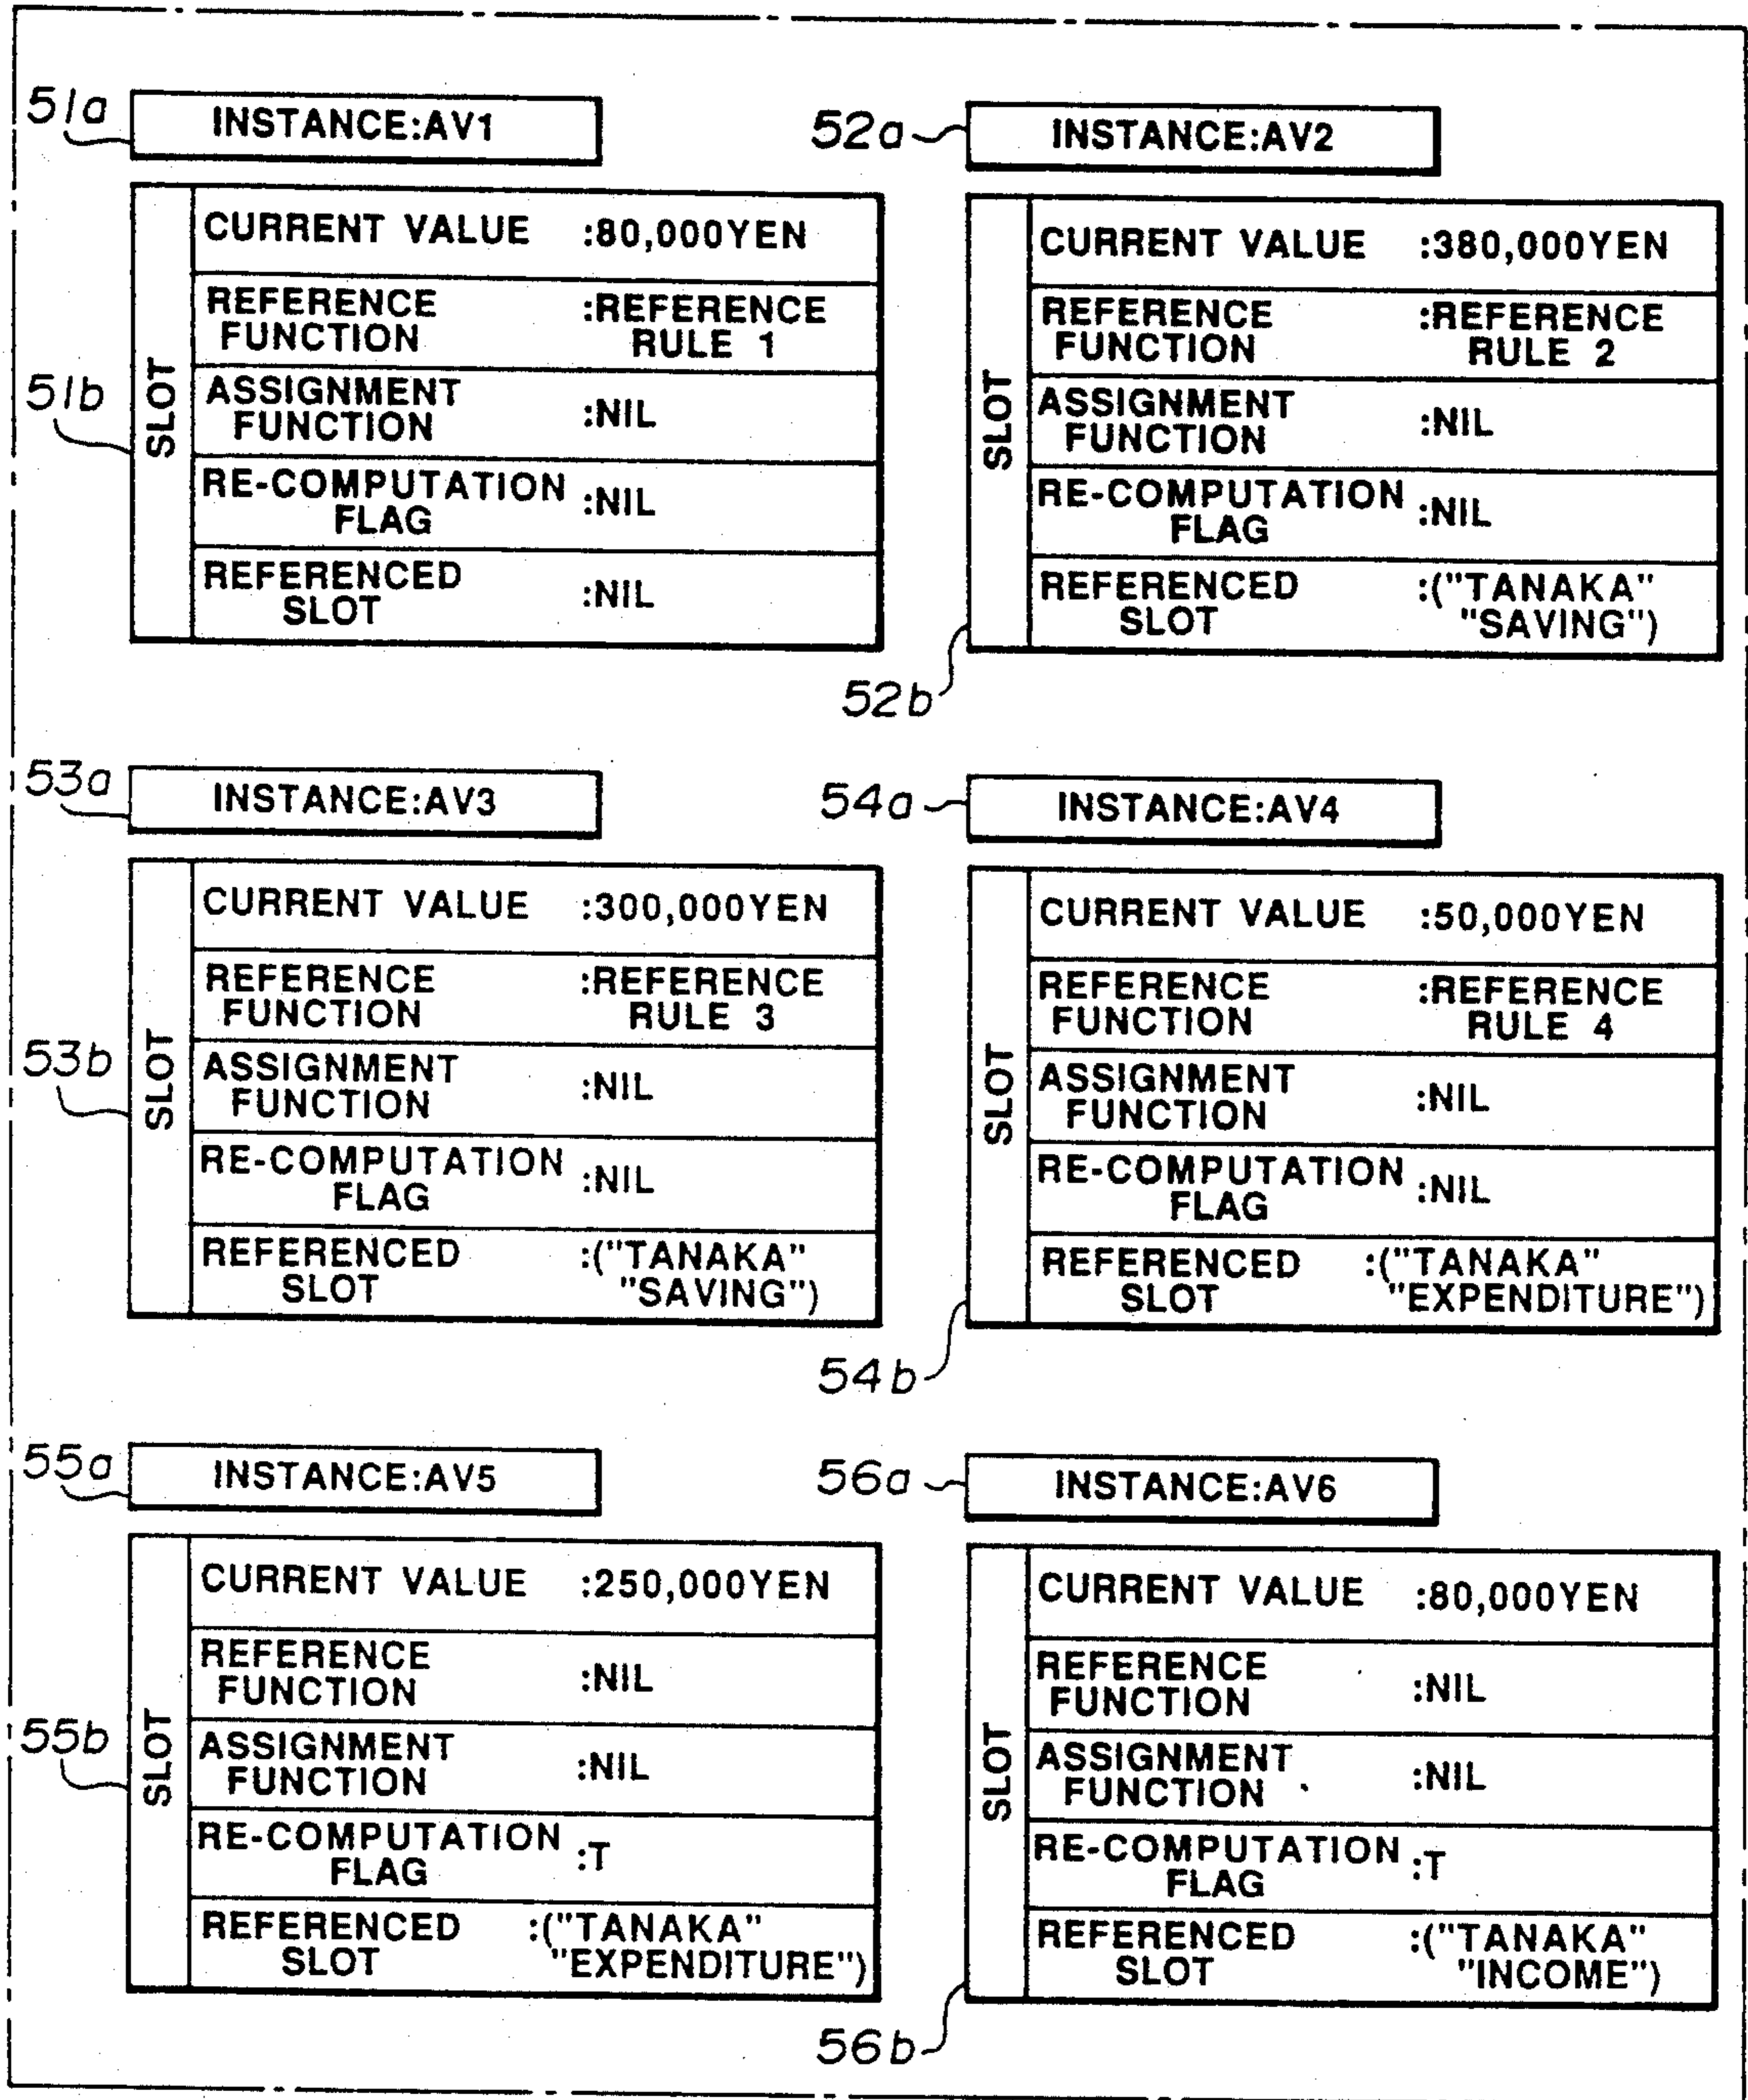 51a
INSTANCE:AV1
51b
SLOT
CURRENT VALUE :80,000YEN
REFERENCE FUNCTION :REFERENCE RULE 1
ASSIGNMENT FUNCTION :NIL
RE-COMPUTATION FLAG :NIL
REFERENCED SLOT :NIL
52a
INSTANCE:AV2
SLOT
CURRENT VALUE :380,000YEN
REFERENCE FUNCTION :REFERENCE RULE 2
ASSIGNMENT FUNCTION :NIL
RE-COMPUTATION FLAG :NIL
REFERENCED SLOT :("TANAKA" "SAVING")
52b
53a
INSTANCE:AV3
53b
SLOT
CURRENT VALUE :300,000YEN
REFERENCE FUNCTION :REFERENCE RULE 3
ASSIGNMENT FUNCTION :NIL
RE-COMPUTATION FLAG :NIL
REFERENCED SLOT :("TANAKA" "SAVING")
54a
INSTANCE:AV4
SLOT
CURRENT VALUE :50,000YEN
REFERENCE FUNCTION :REFERENCE RULE 4
ASSIGNMENT FUNCTION :NIL
RE-COMPUTATION FLAG :NIL
REFERENCED SLOT :("TANAKA" "EXPENDITURE")
54b
55a
INSTANCE:AV5
55b
SLOT
CURRENT VALUE :250,000YEN
REFERENCE FUNCTION :NIL
ASSIGNMENT FUNCTION :NIL
RE-COMPUTATION FLAG :T
REFERENCED SLOT :("TANAKA" "EXPENDITURE")
56a
INSTANCE:AV6
SLOT
CURRENT VALUE :80,000YEN
REFERENCE FUNCTION :NIL
ASSIGNMENT FUNCTION :NIL
RE-COMPUTATION FLAG :T
REFERENCED SLOT :("TANAKA" "INCOME")
56b